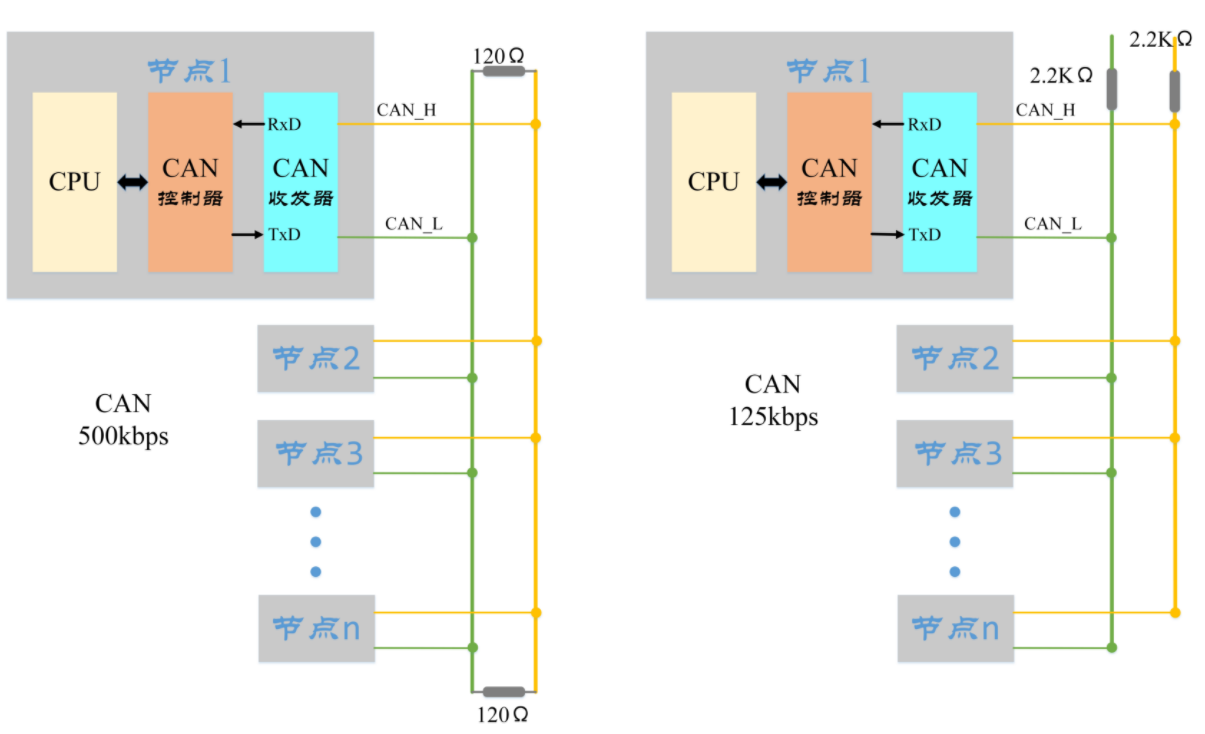 120Ω
节点1
CPU
CAN
控制器
RxD
CAN
收发器
TxD
CAN_H
CAN_L
节点2
CAN
500kbps
节点3
节点n
120Ω
2.2KΩ
2.2KΩ
节点1
CPU
CAN
控制器
RxD
CAN
收发器
TxD
CAN_H
CAN_L
节点2
CAN
125kbps
节点3
节点n